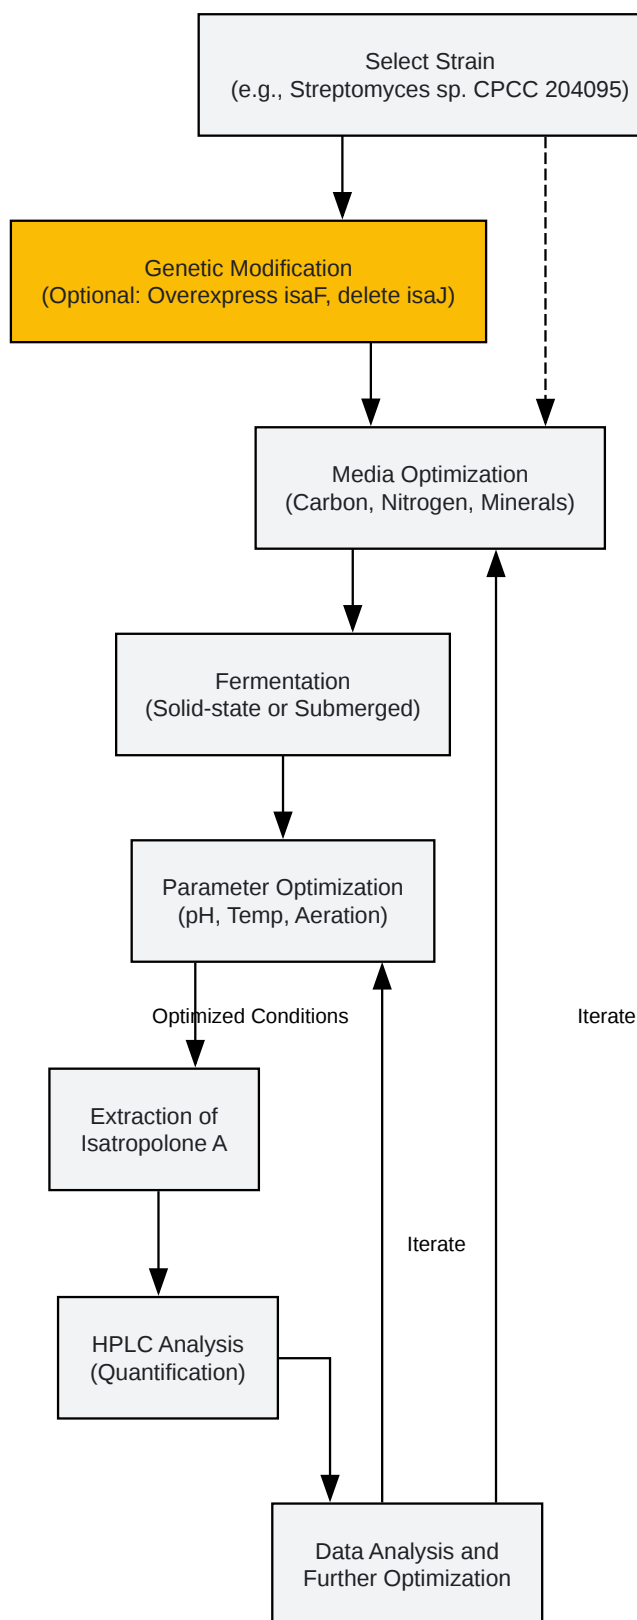 Select Strain
(e.g., Streptomyces sp. CPCC 204095)
Genetic Modification
(Optional: Overexpress isaF, delete isaJ)
Media Optimization
(Carbon, Nitrogen, Minerals)
Fermentation
(Solid-state or Submerged)
Parameter Optimization
(pH, Temp, Aeration)
Optimized Conditions
Iterate
Extraction of
Isatropolone A
Iterate
HPLC Analysis
(Quantification)
Data Analysis and
Further Optimization